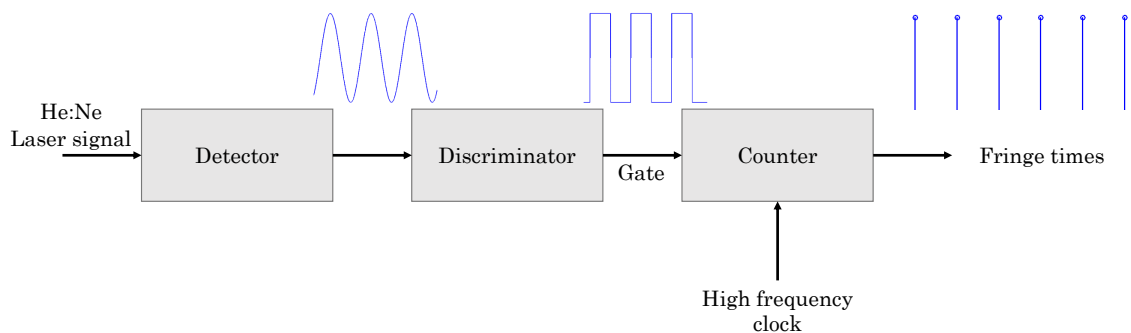 He:Ne
Laser signal
Detector
Discriminator
Gate
Counter
Fringe times
High frequency
clock